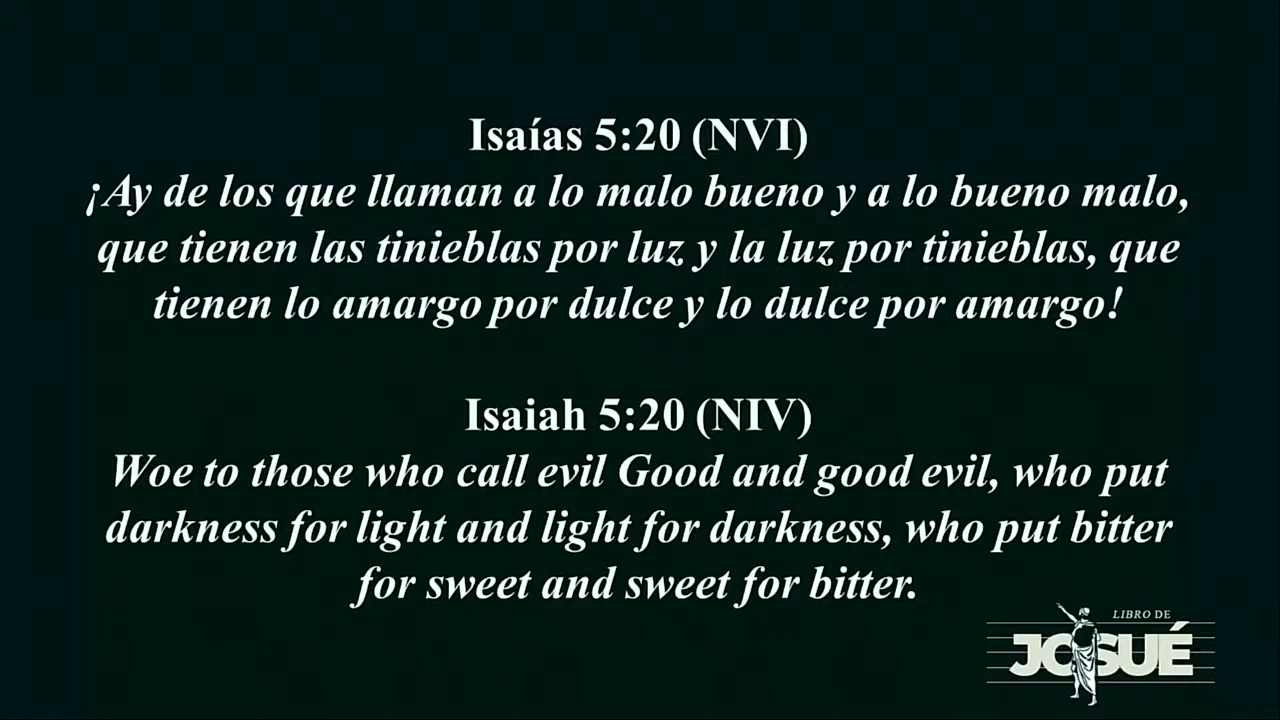 Isaías 5:20 (NVI)
¡Ay de los que llaman a lo malo bueno y a lo bueno malo,
que tienen las tinieblas por luz y la luz por tinieblas, que
tienen lo amargo por dulce y lo dulce por amargo!
Isaiah 5:20 (NIV)
Woe to those who call evil Good and good evil, who put
darkness for light and light for darkness, who put bitter
for sweet and sweet for bitter.
LIBRO DE
JOSUÉ